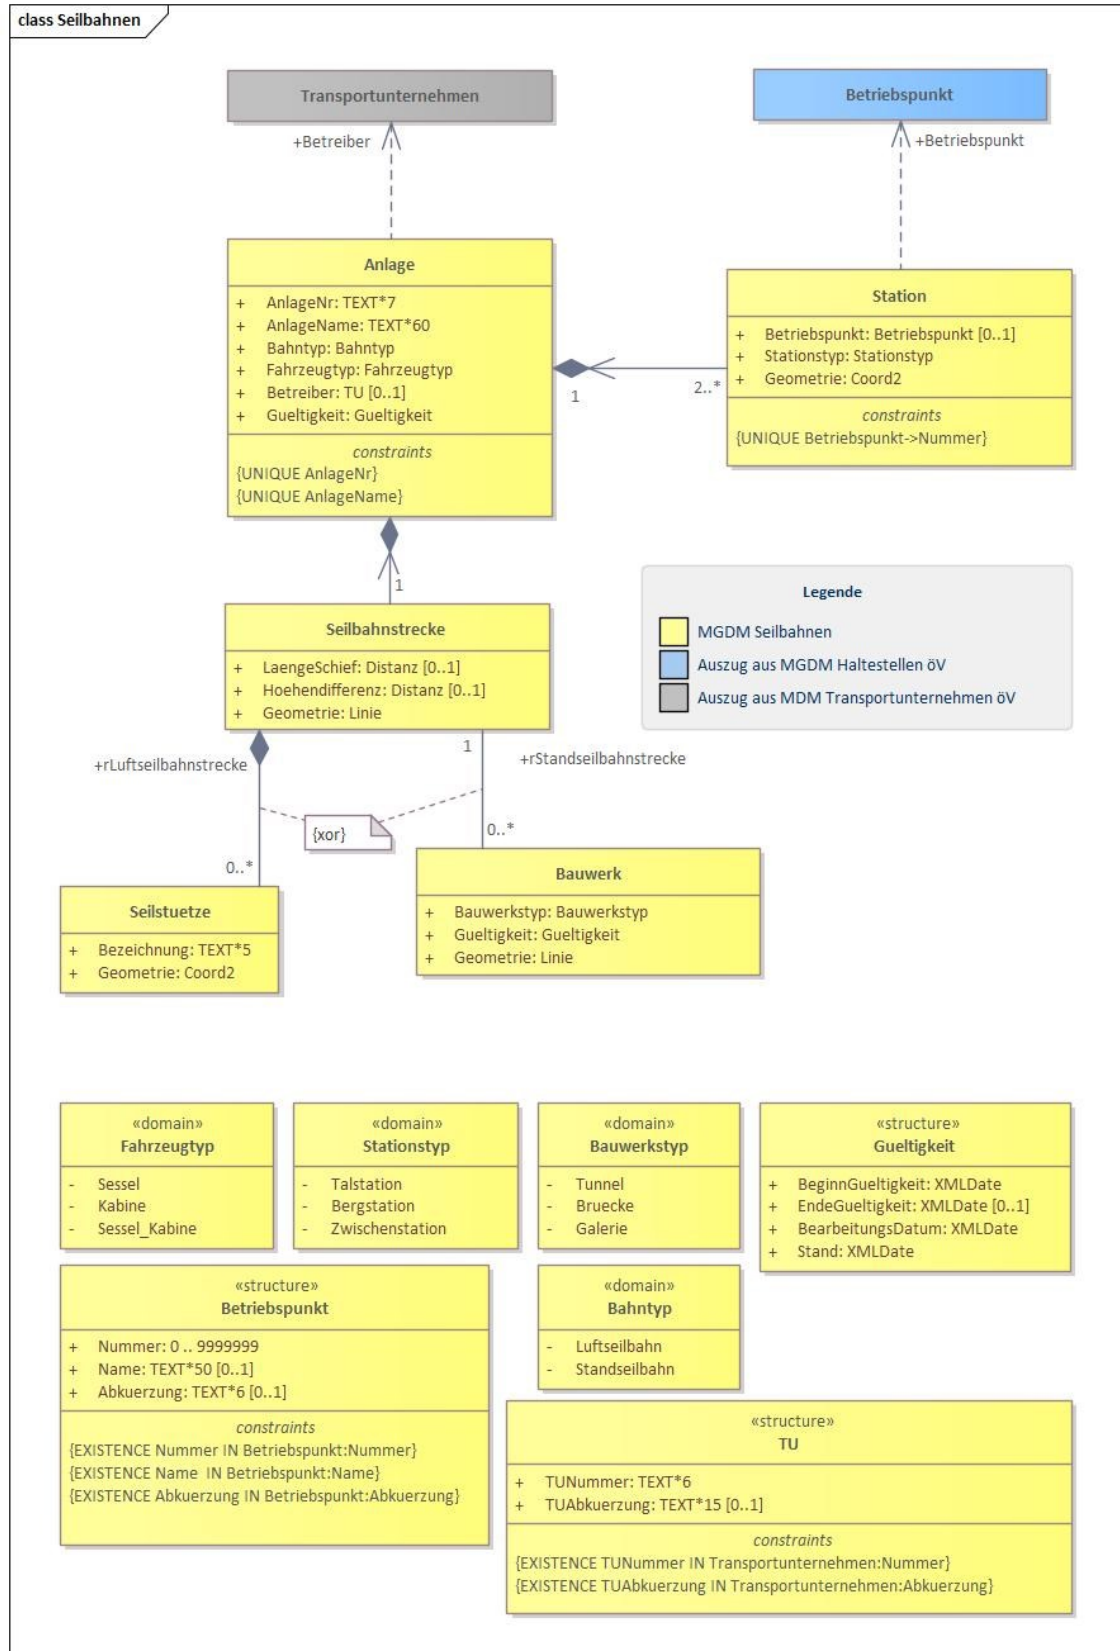 class Seilbahnen
Transportunternehmen
Betriebspunkt
+Betreiber
+Betriebspunkt
Anlage
+ AnlageNr: TEXT*7
+ AnlageName: TEXT*60
+ Bahntyp: Bahntyp
+ Fahrzeugtyp: Fahrzeugtyp
+ Betreiber: TU [0..1]
+ Gueltigkeit: Gueltigkeit
constraints
{UNIQUE AnlageNr}
{UNIQUE AnlageName}
Station
+ Betriebspunkt: Betriebspunkt [0..1]
+ Stationstyp: Stationstyp
+ Geometrie: Coord2
constraints
{UNIQUE Betriebspunkt->Nummer}
1
2..*
1
Seilbahnstrecke
+ LaengeSchief: Distanz [0..1]
+ Hoehendifferenz: Distanz [0..1]
+ Geometrie: Linie
Legende
MGDM Seilbahnen
Auszug aus MGDM Haltestellen öV
Auszug aus MDM Transportunternehmen öV
+rLuftseilbahnstrecke
1
+rStandseilbahnstrecke
{xor}
0..*
0..*
Seilstuetze
+ Bezeichnung: TEXT*5
+ Geometrie: Coord2
Bauwerk
+ Bauwerkstyp: Bauwerkstyp
+ Gueltigkeit: Gueltigkeit
+ Geometrie: Linie
«domain»
Fahrzeugtyp
- Sessel
- Kabine
- Sessel_Kabine
«domain»
Stationstyp
- Talstation
- Bergstation
- Zwischenstation
«domain»
Bauwerkstyp
- Tunnel
- Bruecke
- Galerie
«structure»
Gueltigkeit
+ BeginnGueltigkeit: XMLDate
+ EndeGueltigkeit: XMLDate [0..1]
+ BearbeitungsDatum: XMLDate
+ Stand: XMLDate
«structure»
Betriebspunkt
+ Nummer: 0 .. 9999999
+ Name: TEXT*50 [0..1]
+ Abkuerzung: TEXT*6 [0..1]
constraints
{EXISTENCE Nummer IN Betriebspunkt:Nummer}
{EXISTENCE Name IN Betriebspunkt:Name}
{EXISTENCE Abkuerzung IN Betriebspunkt:Abkuerzung}
«domain»
Bahntyp
- Luftseilbahn
- Standseilbahn
«structure»
TU
+ TUNummer: TEXT*6
+ TUAbkuerzung: TEXT*15 [0..1]
constraints
{EXISTENCE TUNummer IN Transportunternehmen:Nummer}
{EXISTENCE TUAbkuerzung IN Transportunternehmen:Abkuerzung}